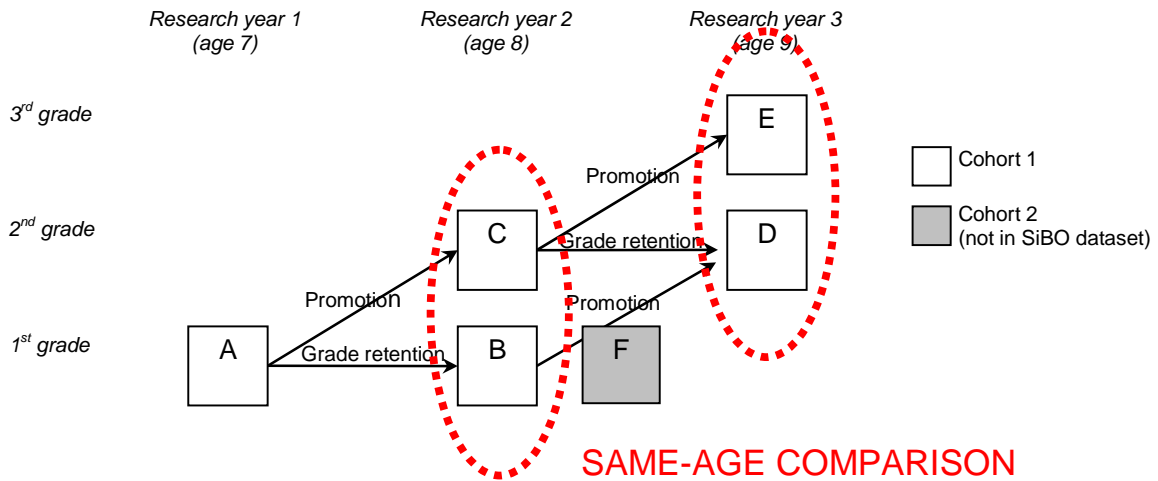 Research year 1
(age 7)
Research year 2
(age 8)
Research year 3
(age 9)
3rd grade
E
Cohort 1
Promotion
2nd grade
C
Grade retention
D
Cohort 2
(not in SiBO dataset)
Promotion
Promotion
1st grade
A
Grade retention
B
F
SAME-AGE COMPARISON